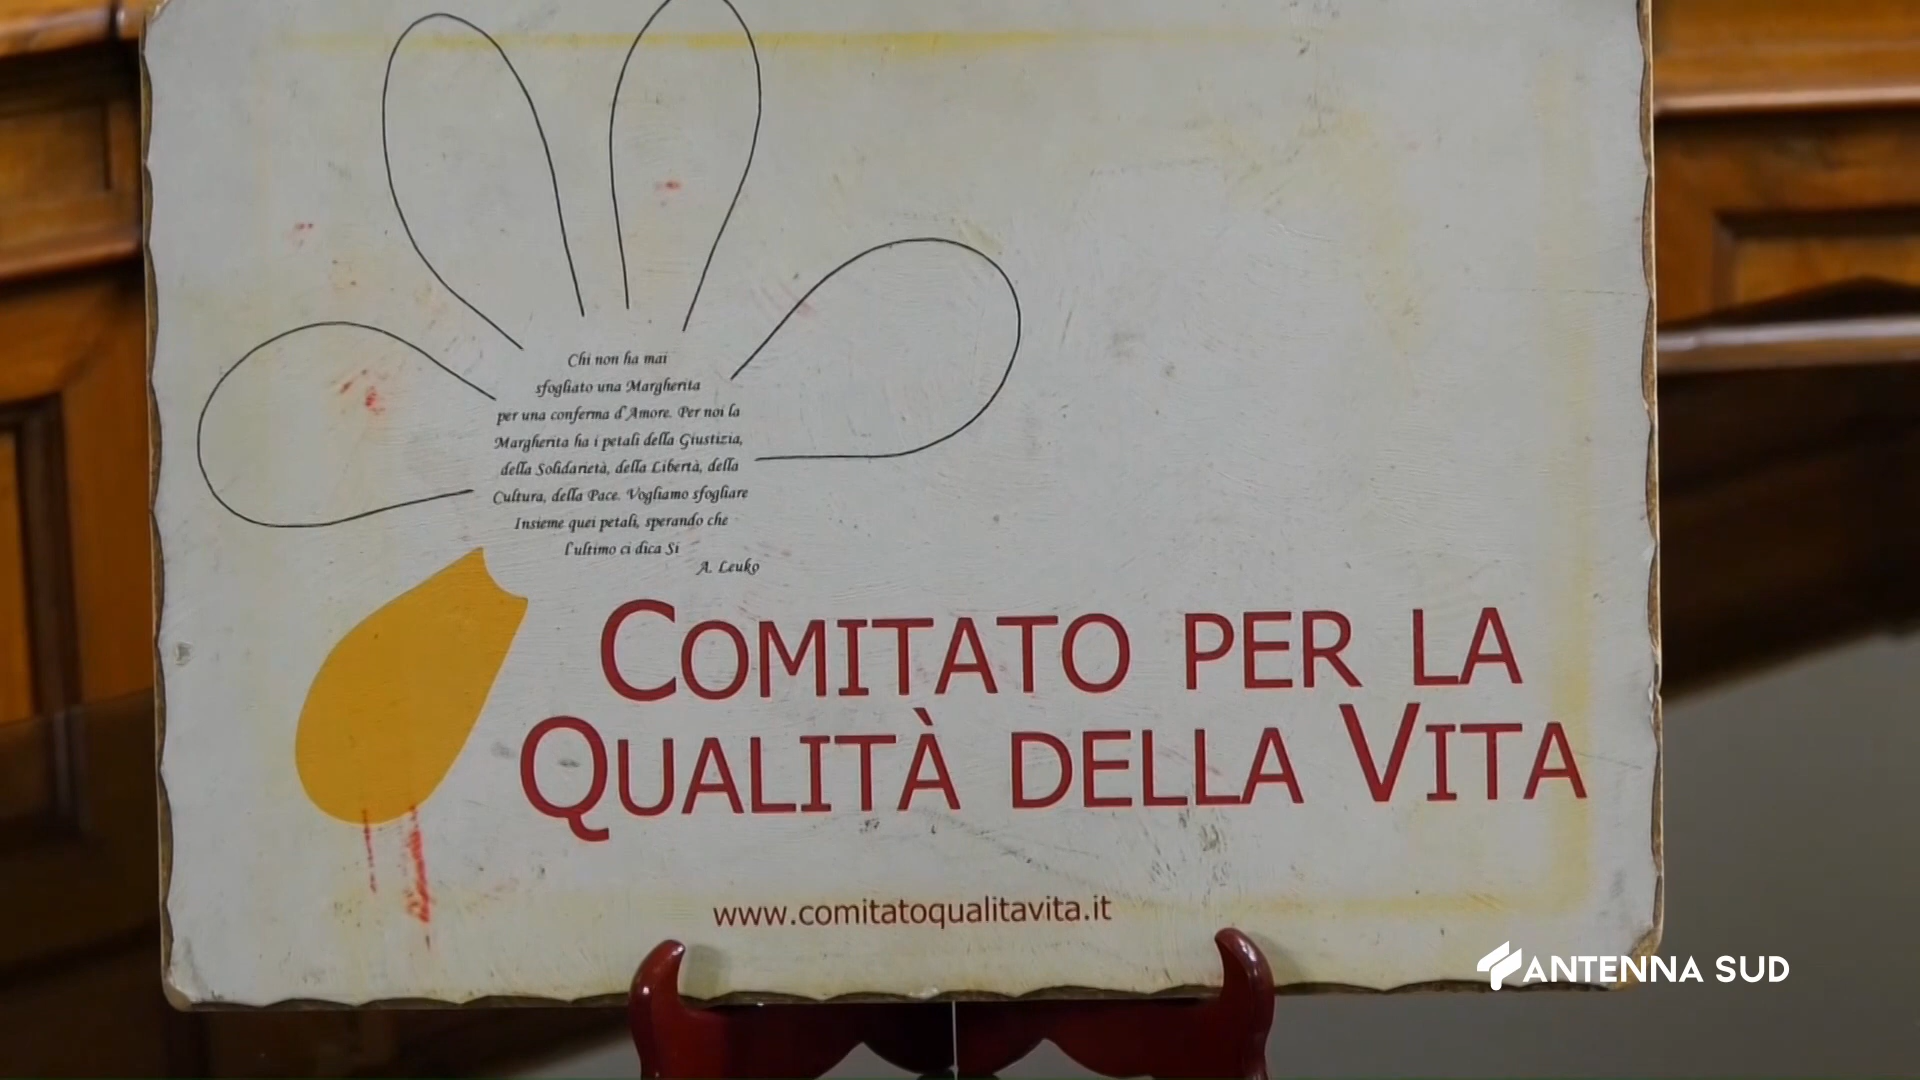 Chi non ha mai
sfogliato una Margherita
per una conferma d'Amore. Per noi la
Margherita ha i petali della Giustizia,
della Solidarietà, della Libertà, della
Cultura, della Pace. Vogliamo sfogliare
Insieme quei petali, sperando che
l'ultimo ci dica Si
A. Leuko
COMITATO PER LA
QUALITÀ DELLA VITA
www.comitatoqualitavita.it
ANTENNA SUD